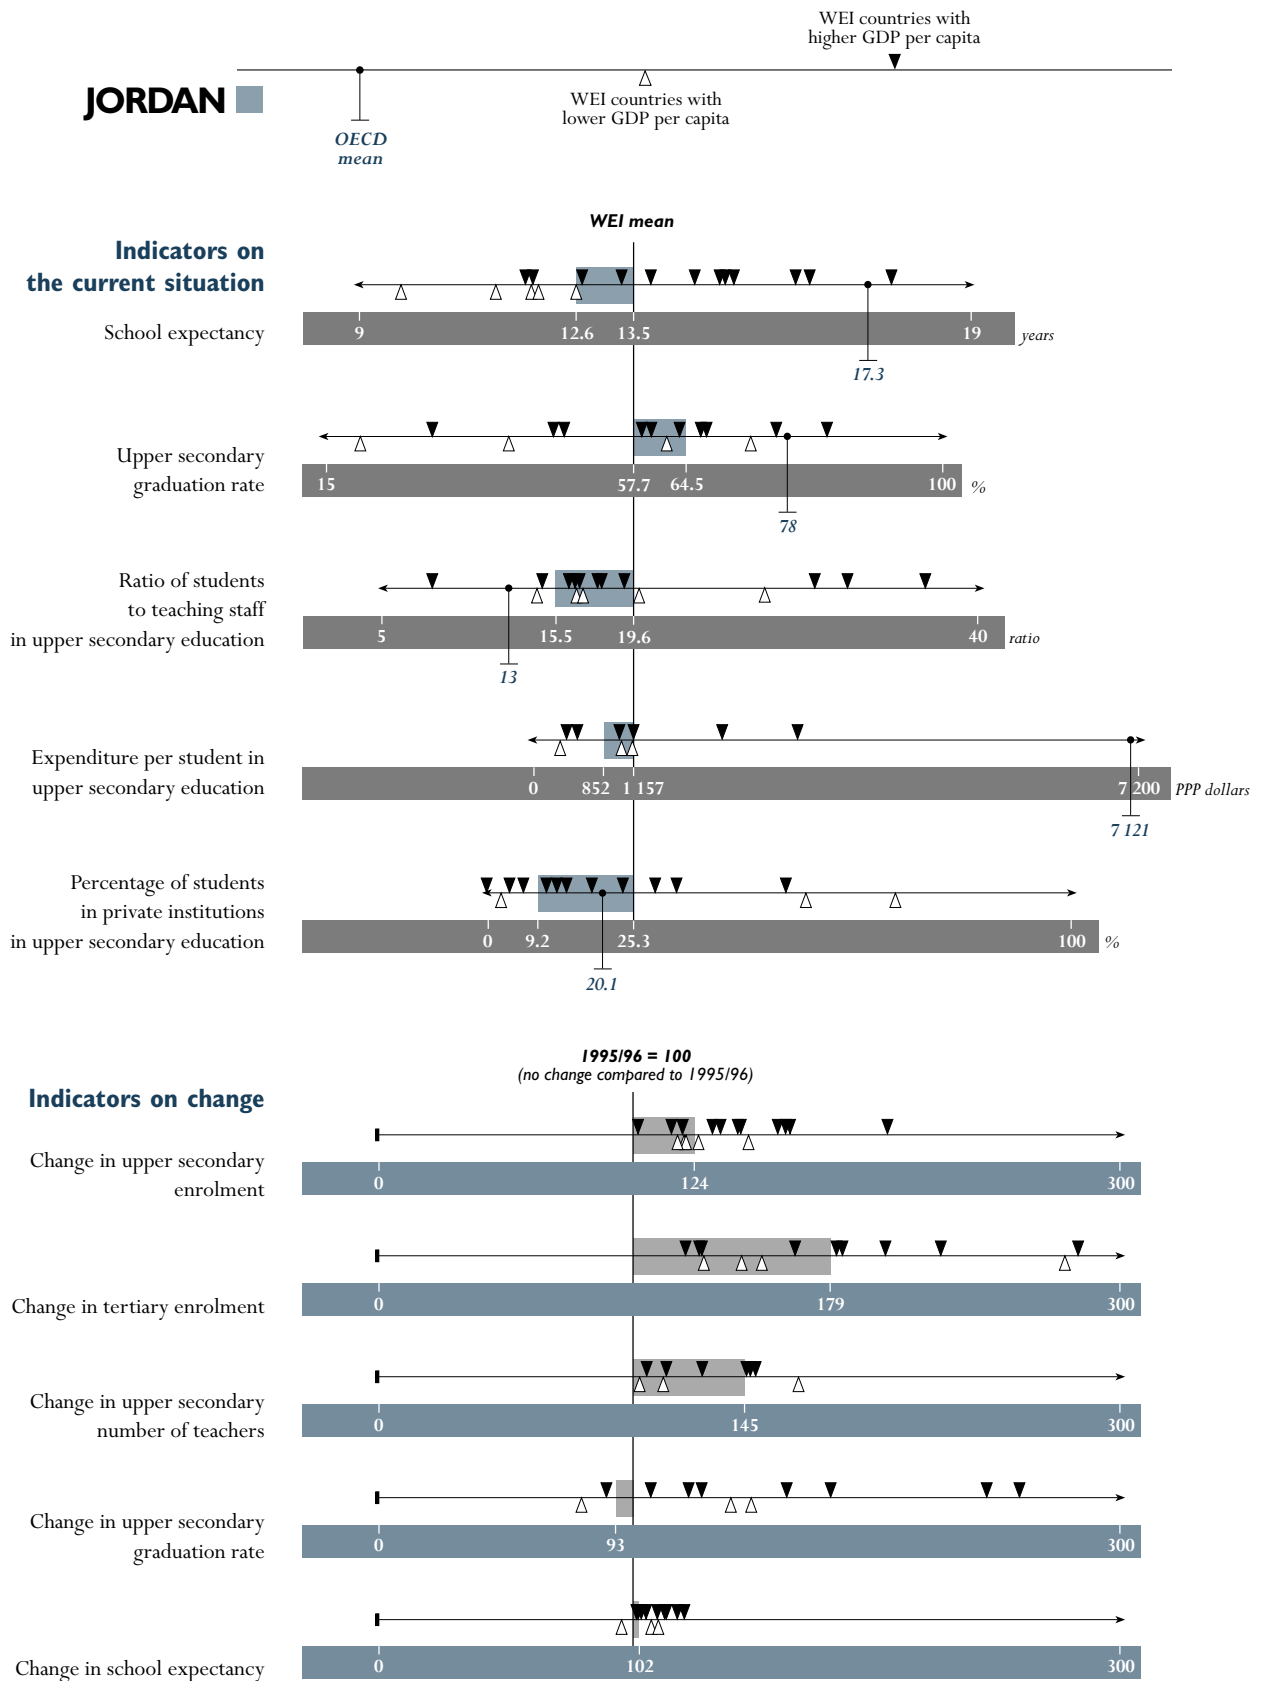 WEI countries with
higher GDP per capita
JORDAN
WEI countries with
lower GDP per capita
OECD
mean
WEI mean
Indicators on
the current situation
School expectancy
9 12.6 13.5 19 years
17.3
Upper secondary
graduation rate
15 57.7 64.5 100 %
78
Ratio of students
to teaching staff
in upper secondary education
5 15.5 19.6 40 ratio
13
Expenditure per student in
upper secondary education
0 852 1 157 7 200 PPP dollars
7 121
Percentage of students
in private institutions
in upper secondary education
0 9.2 25.3 100 %
20.1
1995/96 = 100
(no change compared to 1995/96)
Indicators on change
Change in upper secondary
enrolment
0 124 300
Change in tertiary enrolment
0 179 300
Change in upper secondary
number of teachers
0 145 300
Change in upper secondary
graduation rate
0 93 300
Change in school expectancy
0 102 300